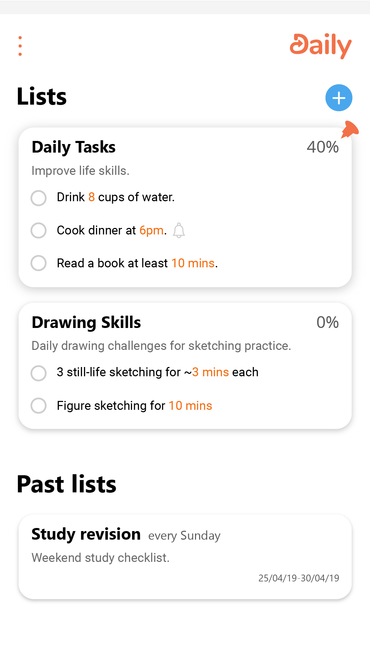 Daily
Lists
Daily Tasks 40%
Improve life skills.
Drink 8 cups of water.
Cook dinner at 6pm.
Read a book at least 10 mins.
Drawing Skills 0%
Daily drawing challenges for sketching practice.
3 still-life sketching for ~3 mins each
Figure sketching for 10 mins
Past lists
Study revision every Sunday
Weekend study checklist.
25/04/19-30/04/19